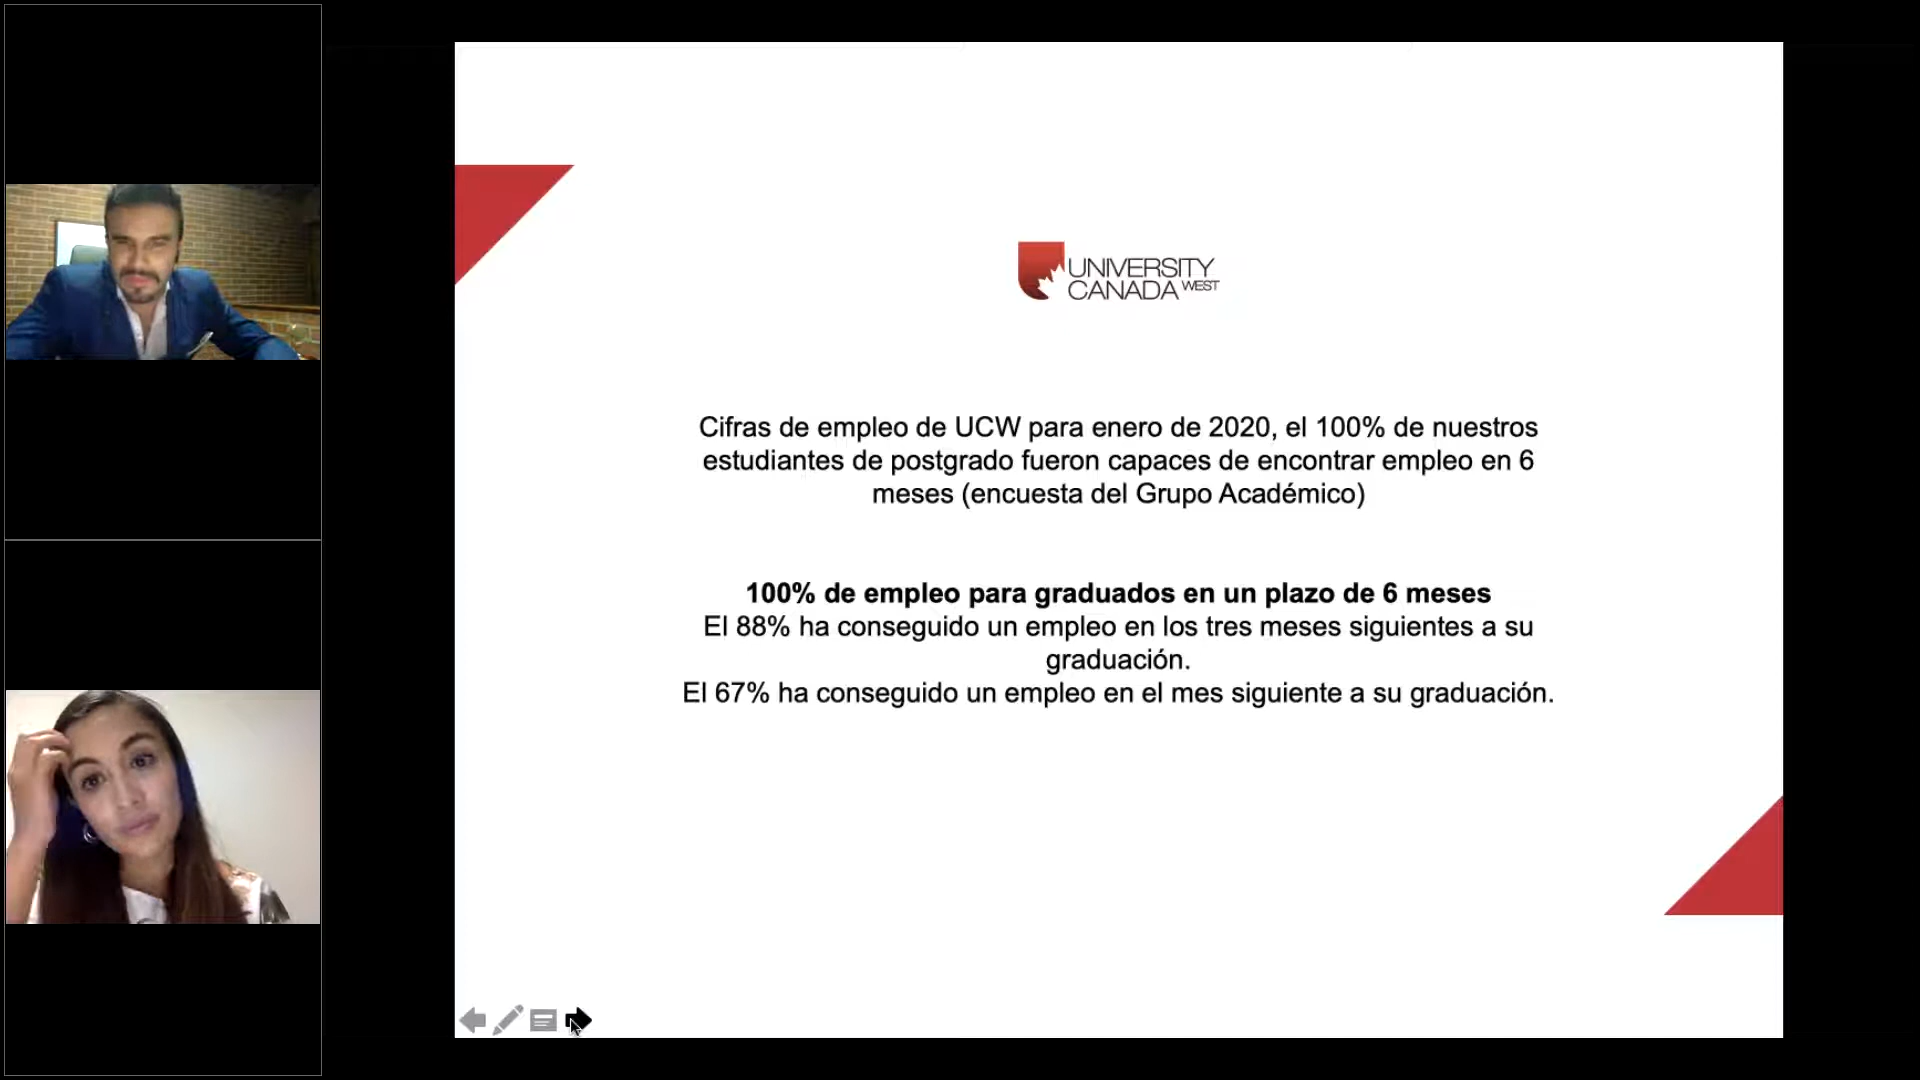 UNIVERSITY
CANADA WEST
Cifras de empleo de UCW para enero de 2020, el 100% de nuestros
estudiantes de postgrado fueron capaces de encontrar empleo en 6
meses (encuesta del Grupo Académico)
100% de empleo para graduados en un plazo de 6 meses
El 88% ha conseguido un empleo en los tres meses siguientes a su
graduación.
El 67% ha conseguido un empleo en el mes siguiente a su graduación.